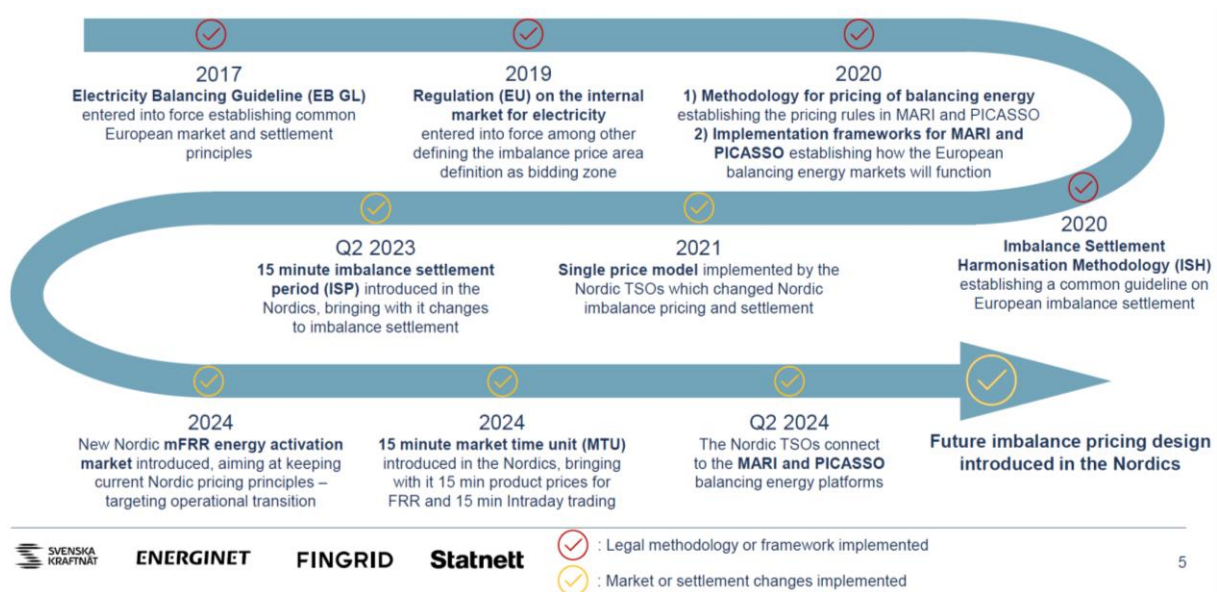 2017
Electricity Balancing Guideline (EB GL)
entered into force establishing common
European market and settlement
principles
2019
Regulation (EU) on the internal
market for electricity
entered into force among other
defining the imbalance price area
definition as bidding zone
2020
1) Methodology for pricing of balancing energy
establishing the pricing rules in MARI and PICASSO
2) Implementation frameworks for MARI and
PICASSO establishing how the European
balancing energy markets will function
2020
Imbalance Settlement
Harmonisation Methodology (ISH)
establishing a common guideline on
European imbalance settlement
2021
Single price model implemented by the
Nordic TSOs which changed Nordic
imbalance pricing and settlement
Q2 2023
15 minute imbalance settlement
period (ISP) introduced in the
Nordics, bringing with it changes
to imbalance settlement
2024
New Nordic mFRR energy activation
market introduced, aiming at keeping
current Nordic pricing principles –
targeting operational transition
2024
15 minute market time unit (MTU)
introduced in the Nordics, bringing
with it 15 min product prices for
FRR and 15 min Intraday trading
Q2 2024
The Nordic TSOs connect
to the MARI and PICASSO
balancing energy platforms
Future imbalance pricing design
introduced in the Nordics
SVENSKA
KRAFTNÄT
ENERGINET
FINGRID
Statnett
: Legal methodology or framework implemented
: Market or settlement changes implemented
5